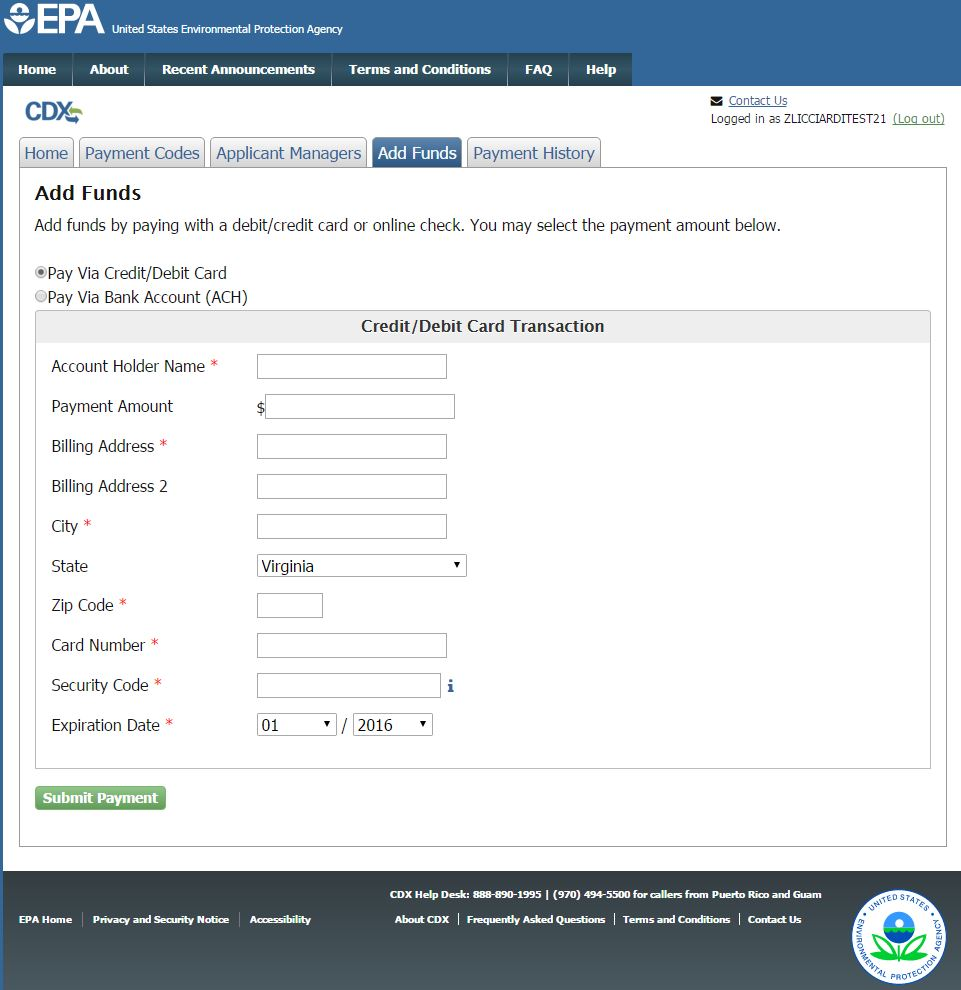 EPA United States Environmental Protection Agency
Home About Recent Announcements Terms and Conditions FAQ Help
CDX
Contact Us
Logged in as ZLICCIARDITEST21 (Log out)
Home Payment Codes Applicant Managers Add Funds Payment History
Add Funds
Add funds by paying with a debit/credit card or online check. You may select the payment amount below.
Pay Via Credit/Debit Card
Pay Via Bank Account (ACH)
Credit/Debit Card Transaction
Account Holder Name *
Payment Amount $
Billing Address *
Billing Address 2
City *
State Virginia
Zip Code *
Card Number *
Security Code * i
Expiration Date * 01 / 2016
Submit Payment
CDX Help Desk: 888-890-1995 | (970) 494-5500 for callers from Puerto Rico and Guam
EPA Home Privacy and Security Notice Accessibility About CDX Frequently Asked Questions Terms and Conditions Contact Us
UNITED STATES ENVIRONMENTAL PROTECTION AGENCY